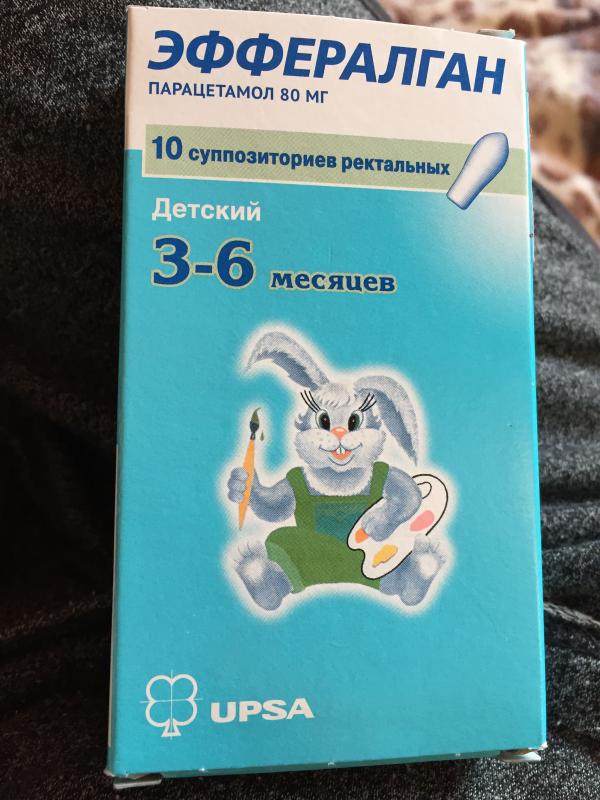 ЭФФЕРАЛГАН
ПАРАЦЕТАМОЛ 80 МГ
10 суппозиториев ректальных
Детский
3-6 месяцев
UPSA